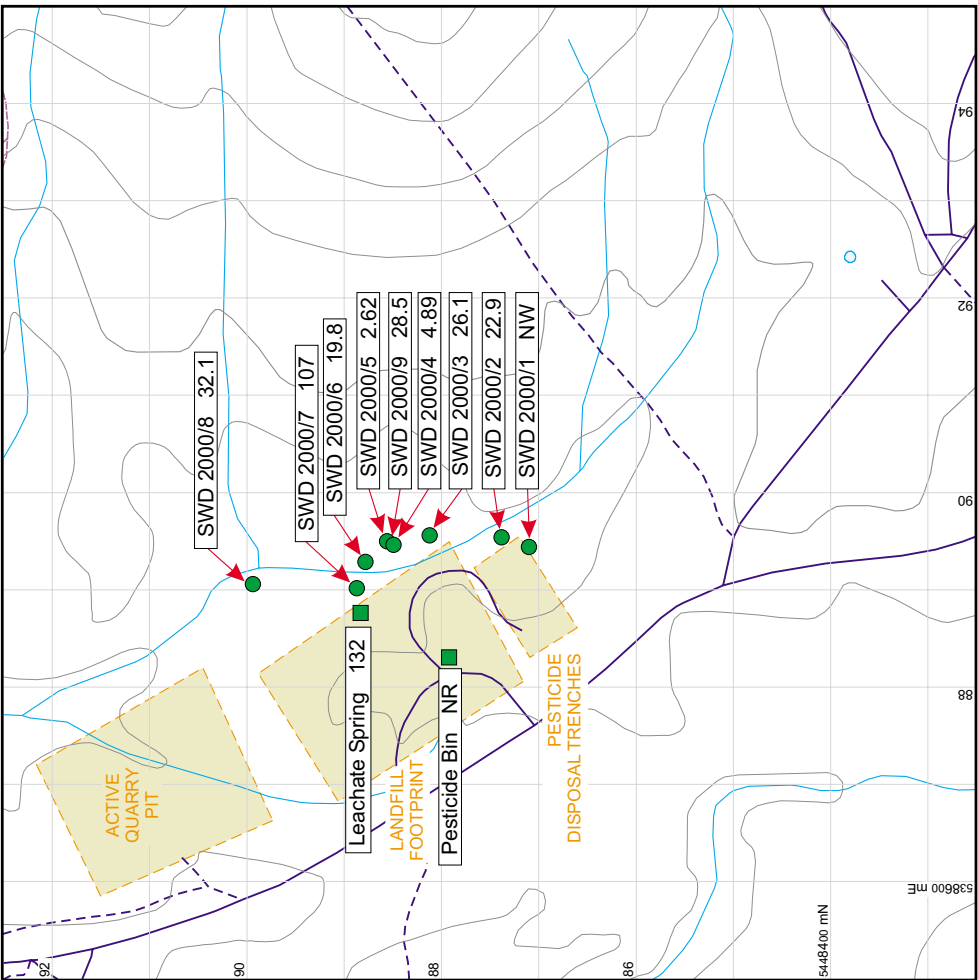 SWD 2000/8 32.1
SWD 2000/7 107
SWD 2000/6 19.8
SWD 2000/5 2.62
SWD 2000/9 28.5
SWD 2000/4 4.89
SWD 2000/3 26.1
SWD 2000/2 22.9
SWD 2000/1 NW
Leachate Spring 132
Pesticide Bin NR
ACTIVE
QUARRY
PIT
LANDFILL
FOOTPRINT
PESTICIDE
DISPOSAL TRENCHES
92
90
88
86
5448400 mN
538600 mE
88
90
92
94